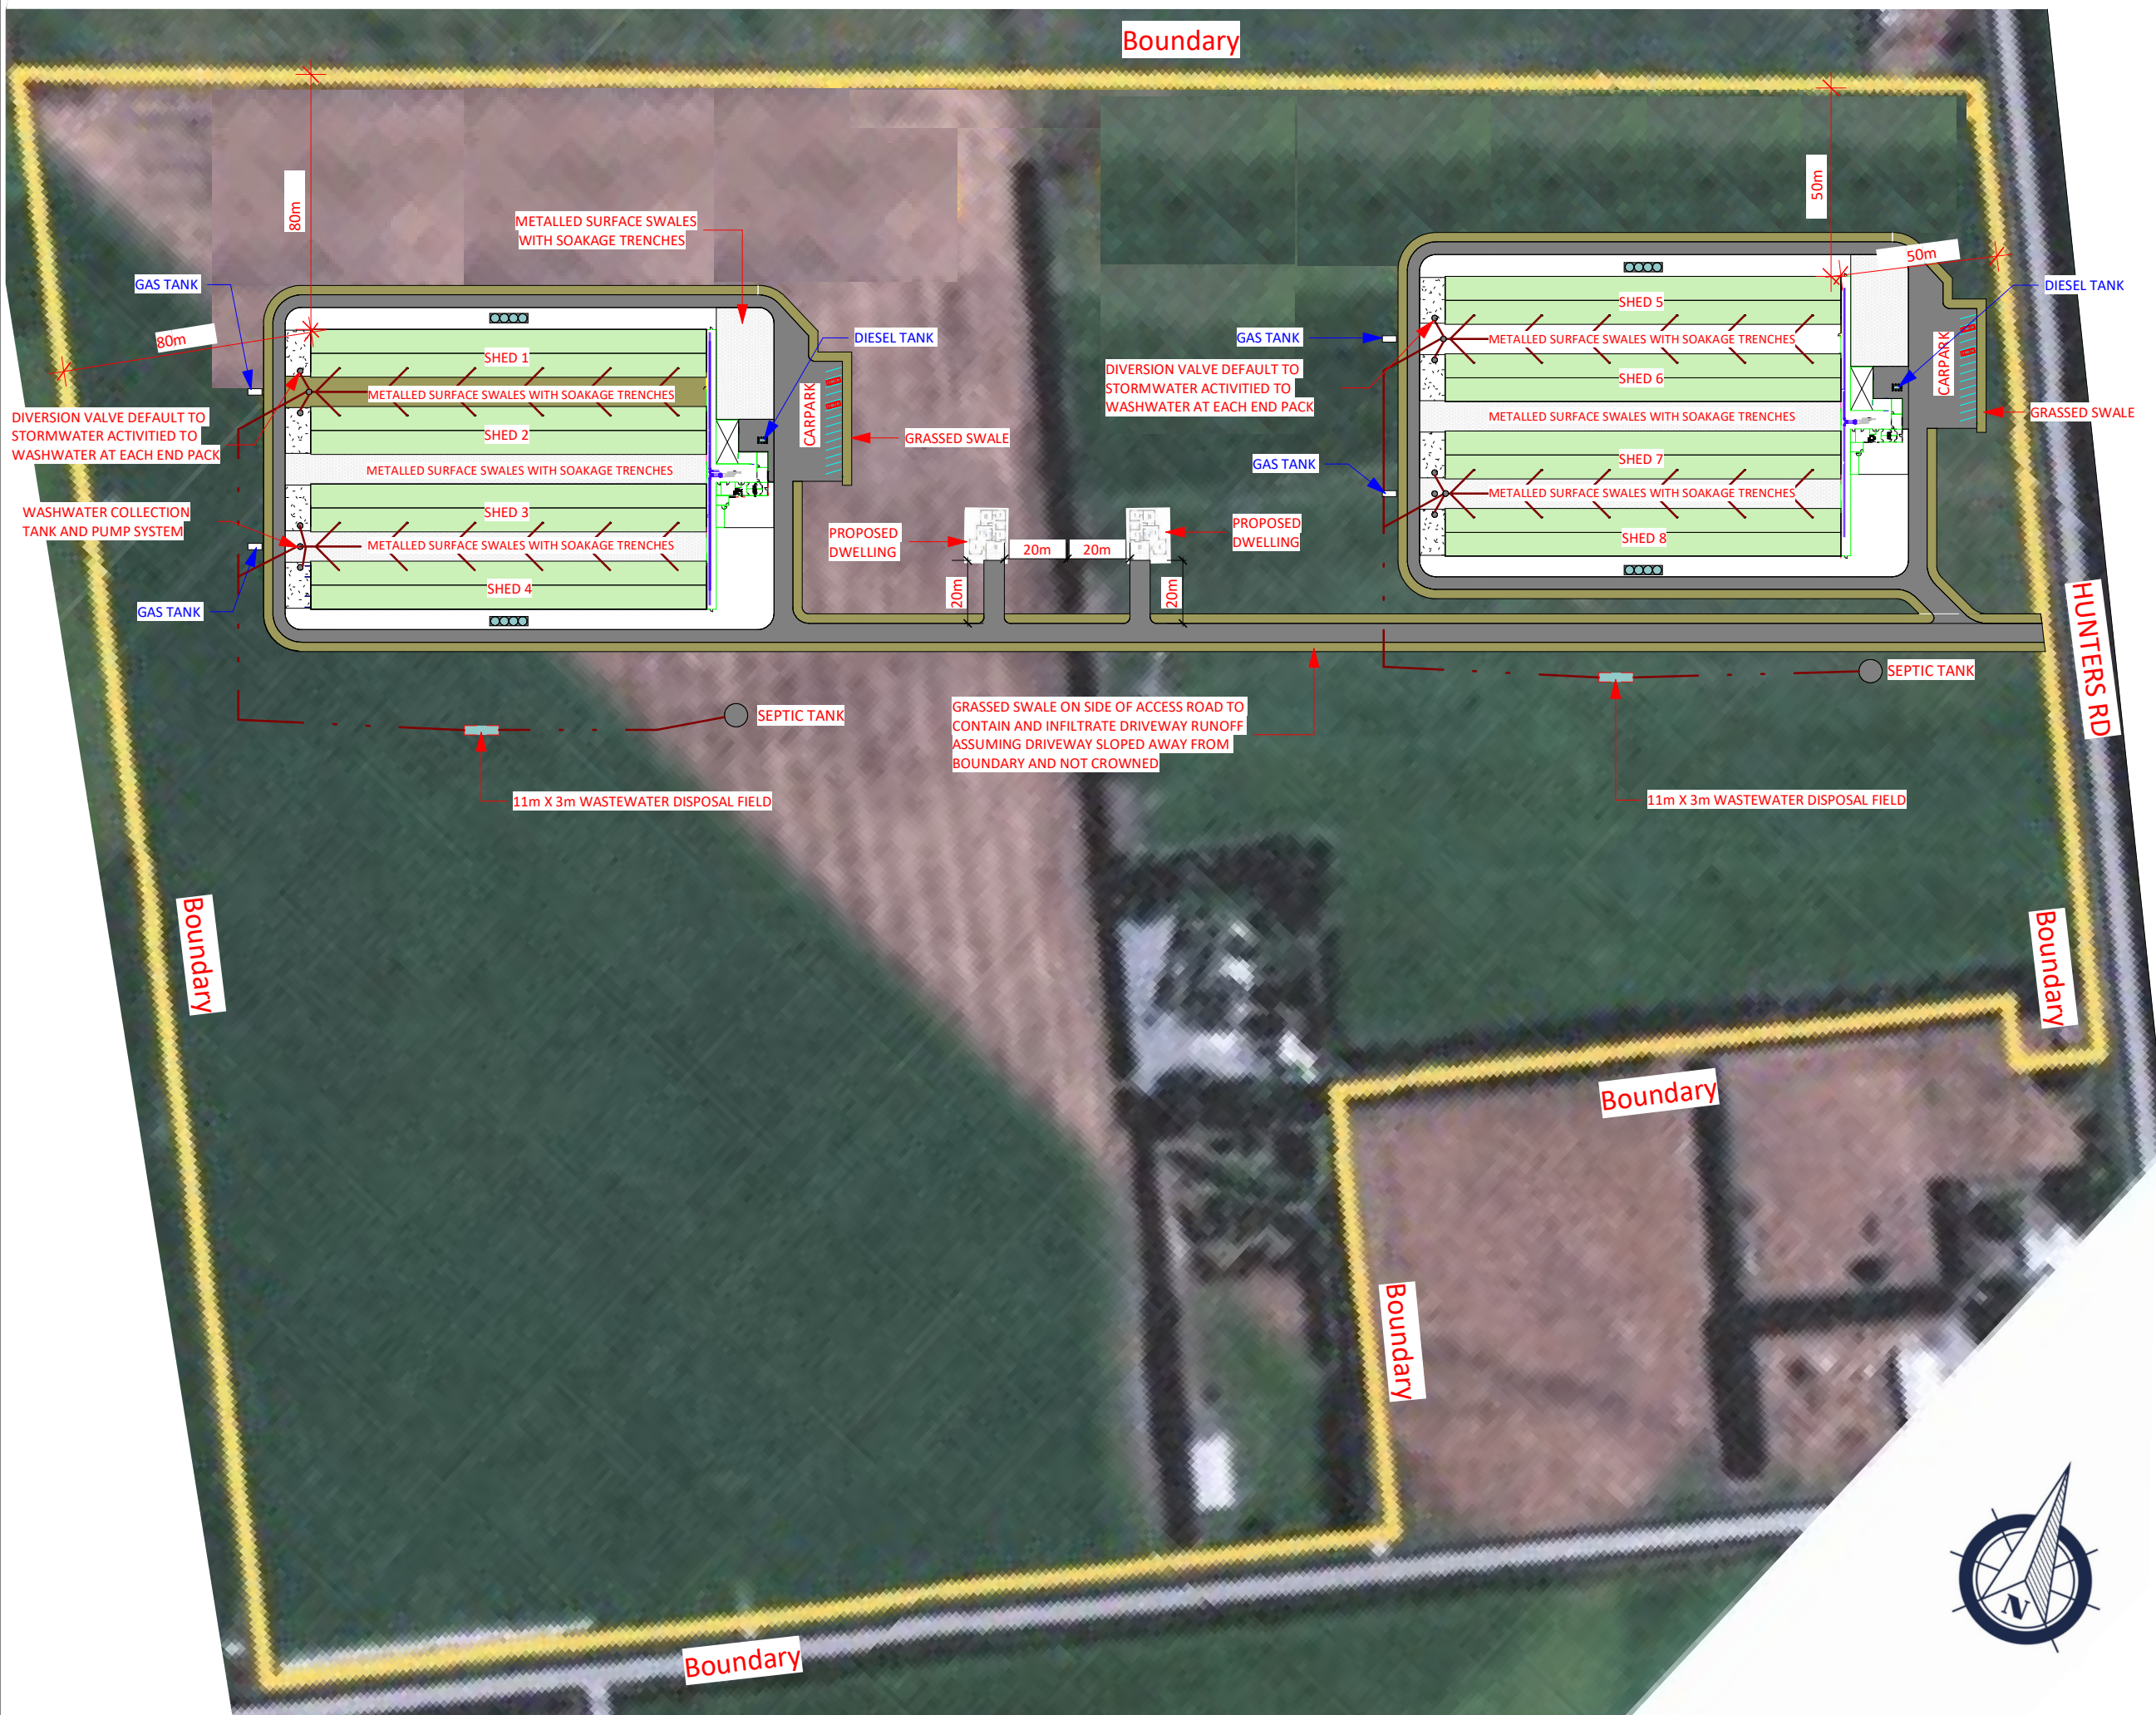 Boundary
80m
50m
METALLED SURFACE SWALES
WITH SOAKAGE TRENCHES
50m
GAS TANK
DIESEL TANK
80m
SHED 5
GAS TANK
DIESEL TANK
METALLED SURFACE SWALES
CARPARK
SHED 1
DIVERSION VALVE DEFAULT TO
STORMWATER ACTIVITIED TO
WASHWATER AT EACH END PACK
SHED 6
METALLED SURFACE SWALES WITH SOAKAGE TRENCHES
CARPARK
DIVERSION VALVE DEFAULT TO
STORMWATER ACTIVITIED TO
WASHWATER AT EACH END PACK
METALLED SURFACE SWALES WITH SOAKAGE TRENCHES
GRASSED SWALE
SHED 2
GRASSED SWALE
SHED 7
GAS TANK
METALLED SURFACE SWALES WITH SOAKAGE TRENCHES
METALLED SURFACE SWALES WITH SOAKAGE TRENCHES
WASHWATER COLLECTION
TANK AND PUMP SYSTEM
SHED 3
PROPOSED
DWELLING
PROPOSED
DWELLING
SHED 8
METALLED SURFACE SWALES WITH SOAKAGE TRENCHES
20m
20m
SHED 4
20m
20m
GAS TANK
HUNTERS RD
SEPTIC TANK
SEPTIC TANK
GRASSED SWALE ON SIDE OF ACCESS ROAD TO
CONTAIN AND INFILTRATE DRIVEWAY RUNOFF
ASSUMING DRIVEWAY SLOPED AWAY FROM
BOUNDARY AND NOT CROWNED
11m X 3m WASTEWATER DISPOSAL FIELD
11m X 3m WASTEWATER DISPOSAL FIELD
Boundary
Boundary
Boundary
Boundary
Boundary
N